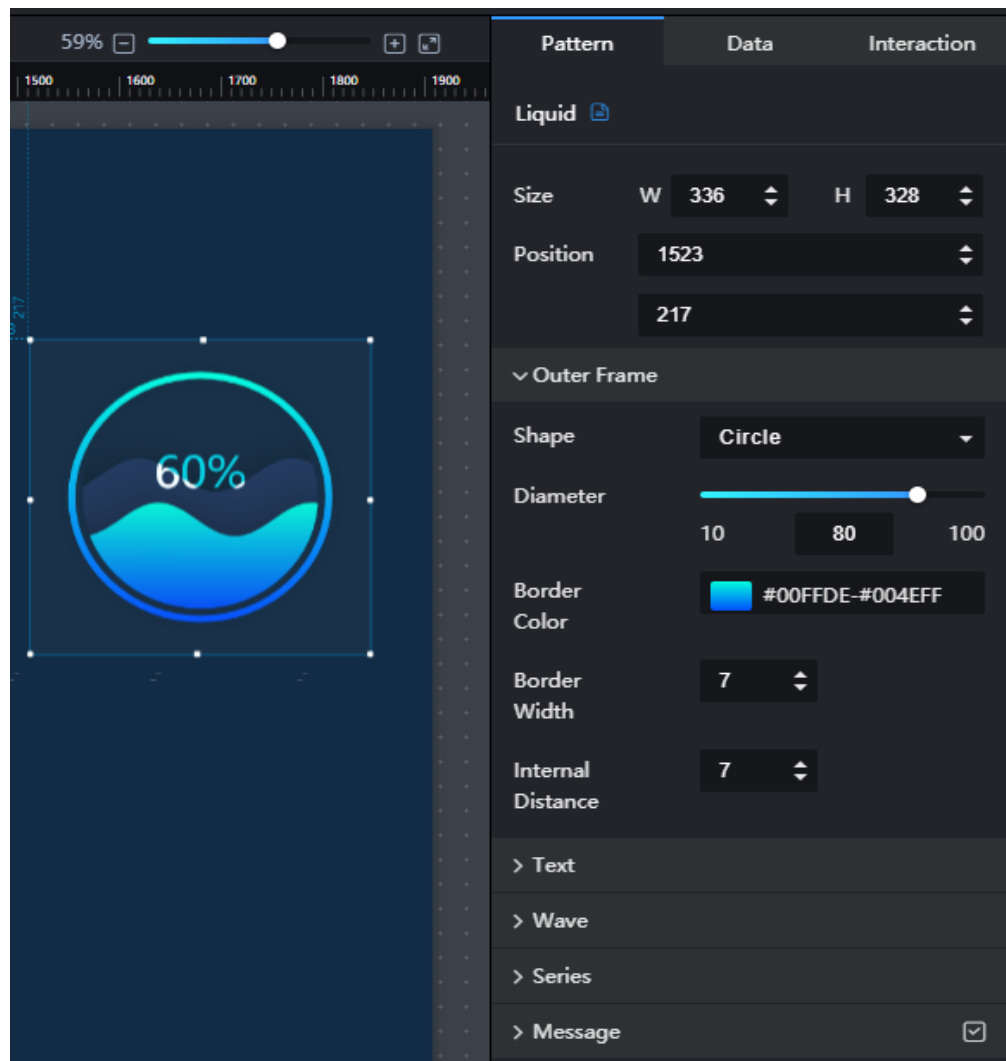 59%
Pattern Data Interaction
1500 1600 1700 1800 1900
Liquid
Size W 336 H 328
Position 1523
217
217
Outer Frame
Shape Circle
60%
Diameter
10 80 100
Border Color #00FFDE-#004EFF
Border Width 7
Internal Distance 7
Text
Wave
Series
Message